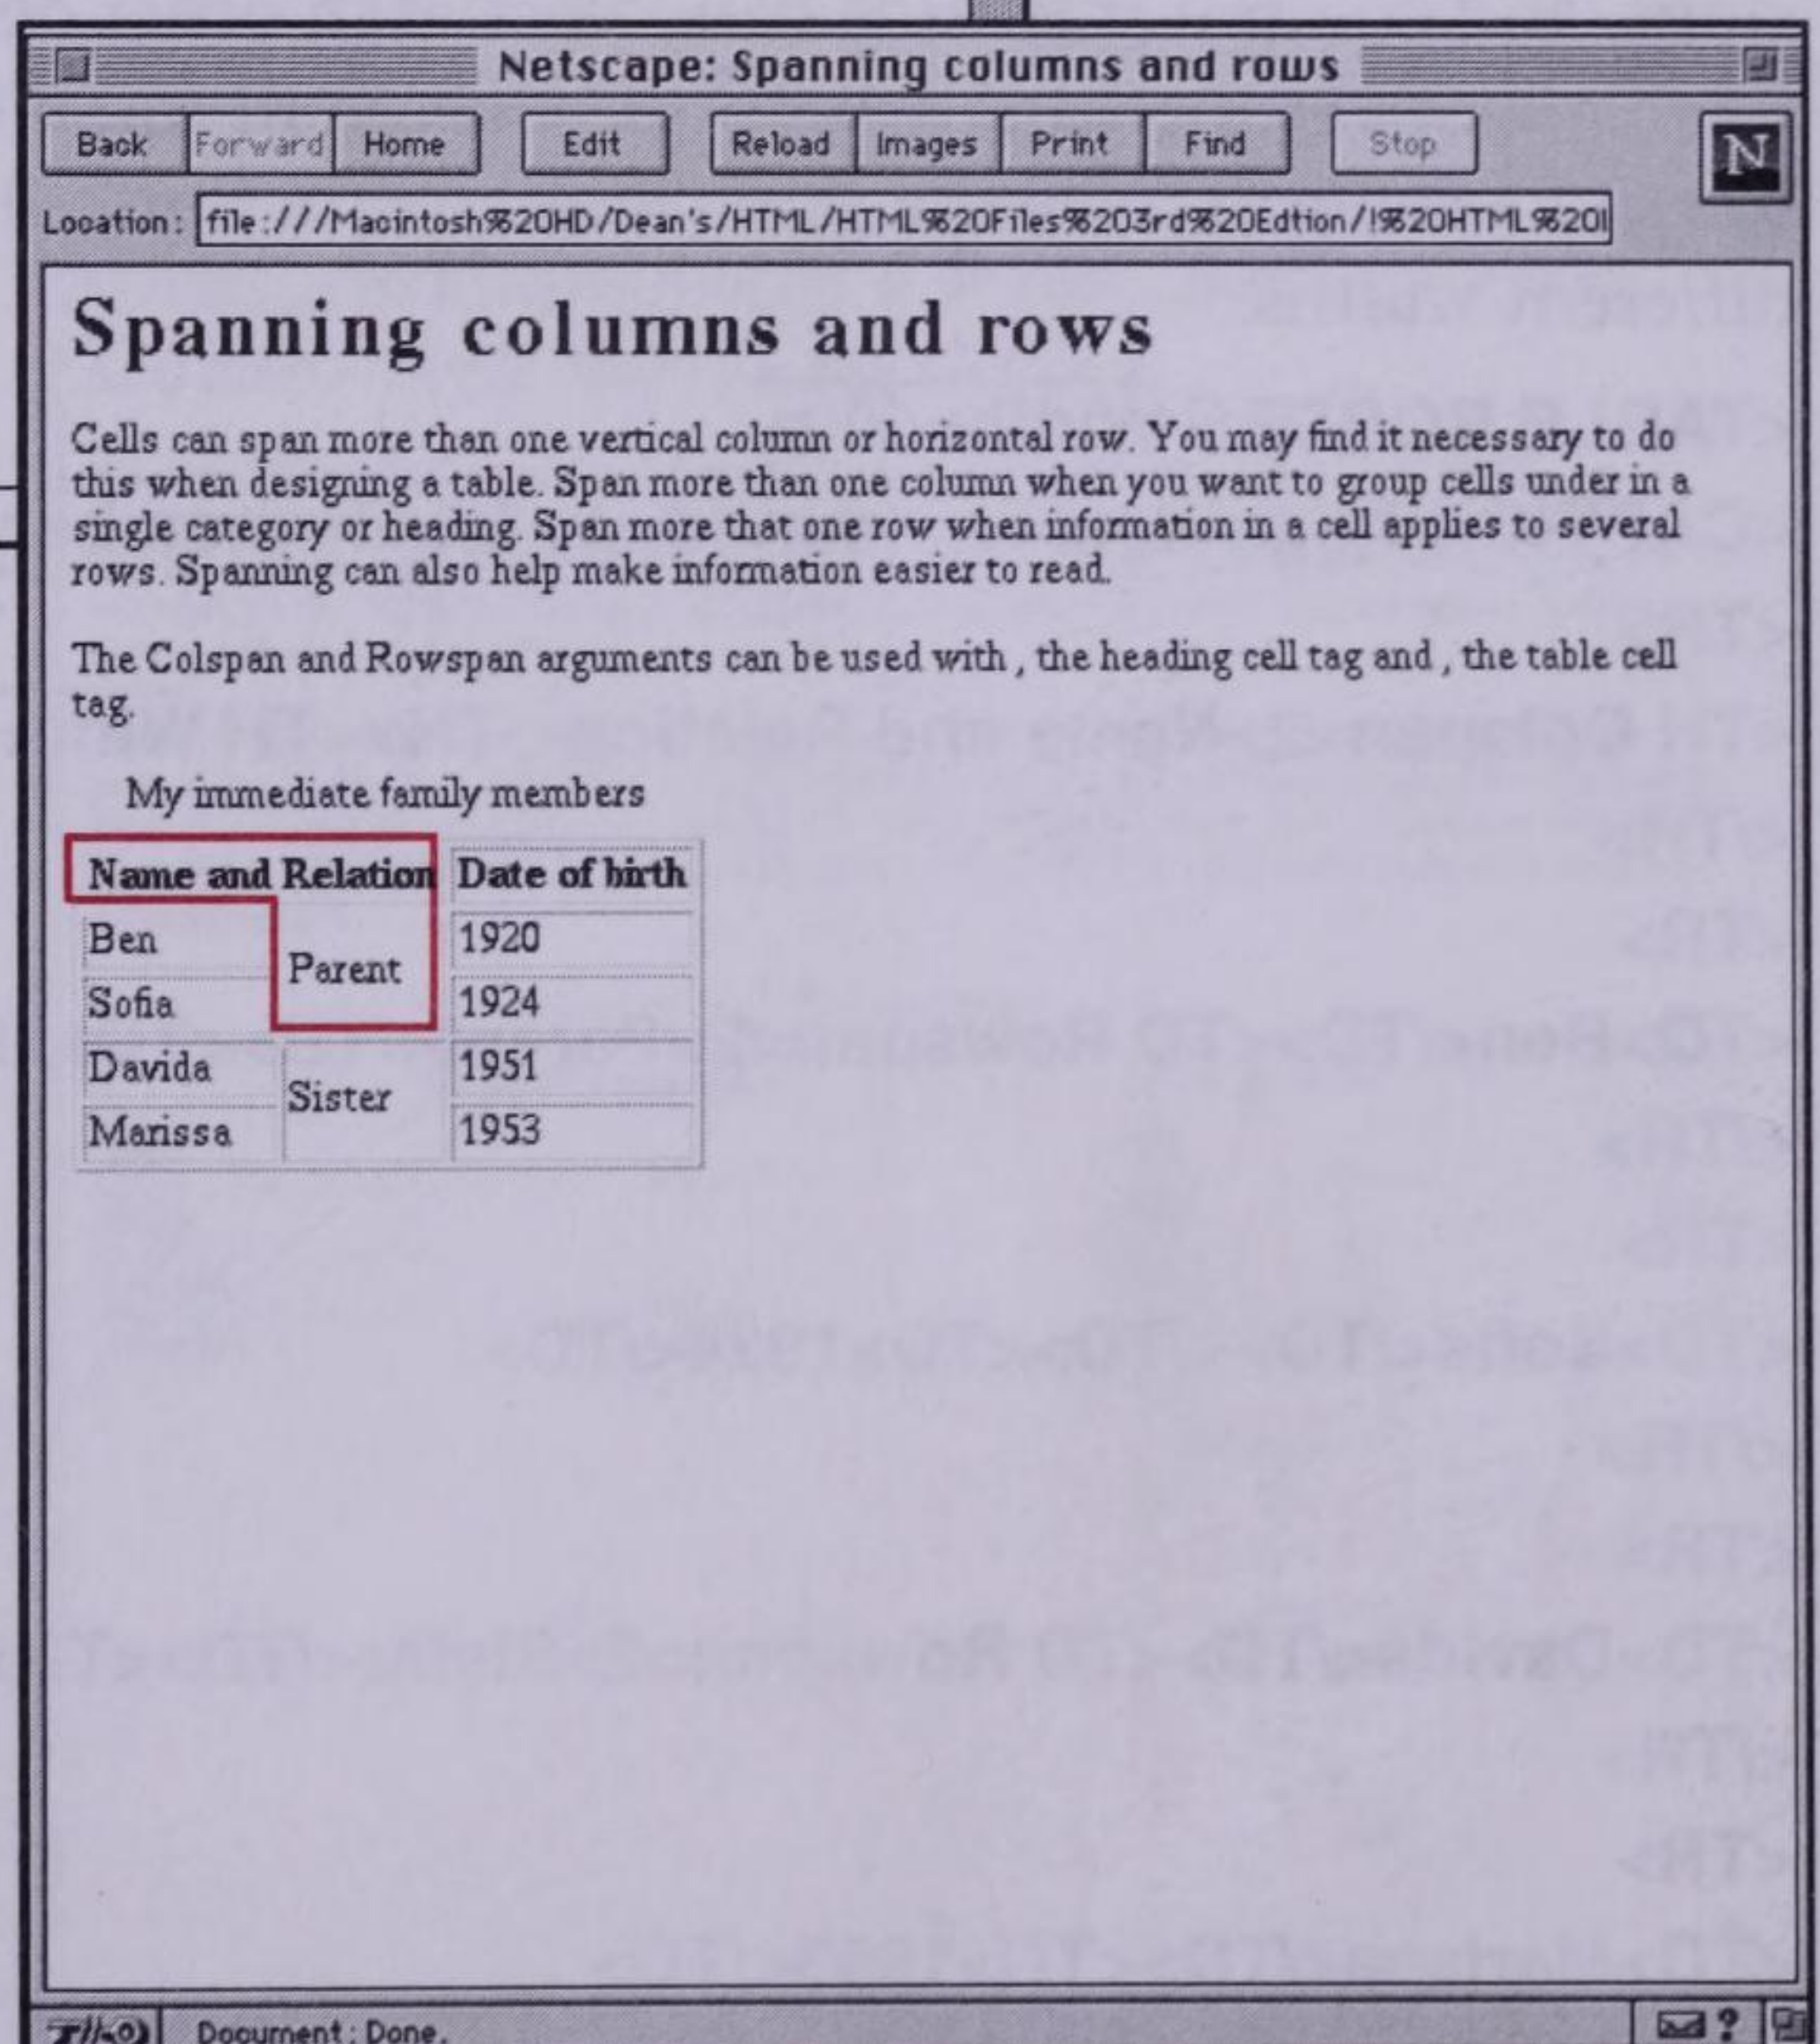 Netscape: Spanning columns and rows
Back Forward Home Edit Reload Images Print Find Stop
N
Location: file:///Macintosh%20HD/Dean's/HTML/HTML%20Files%203rd%20Edtion/!%20HTML%20I
Spanning columns and rows
Cells can span more than one vertical column or horizontal row. You may find it necessary to do
this when designing a table. Span more than one column when you want to group cells under in a
single category or heading. Span more that one row when information in a cell applies to several
rows. Spanning can also help make information easier to read.
The Colspan and Rowspan arguments can be used with , the heading cell tag and , the table cell
tag.
My immediate family members
Name and Relation Date of birth
Ben 1920
Parent
Sofia 1924
Davida 1951
Sister
Marissa 1953
Document: Done.
?